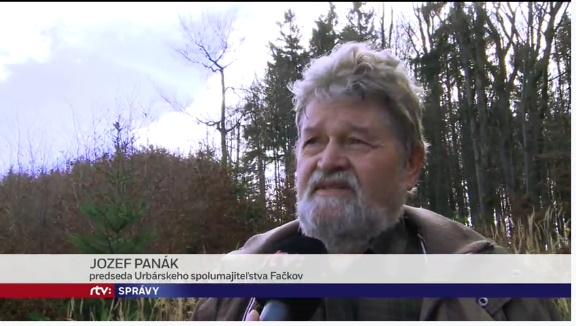 JOZEF PANÁK
predseda Urbárskeho spolumajiteľstva Fačkov
rtv: SPRÁVY